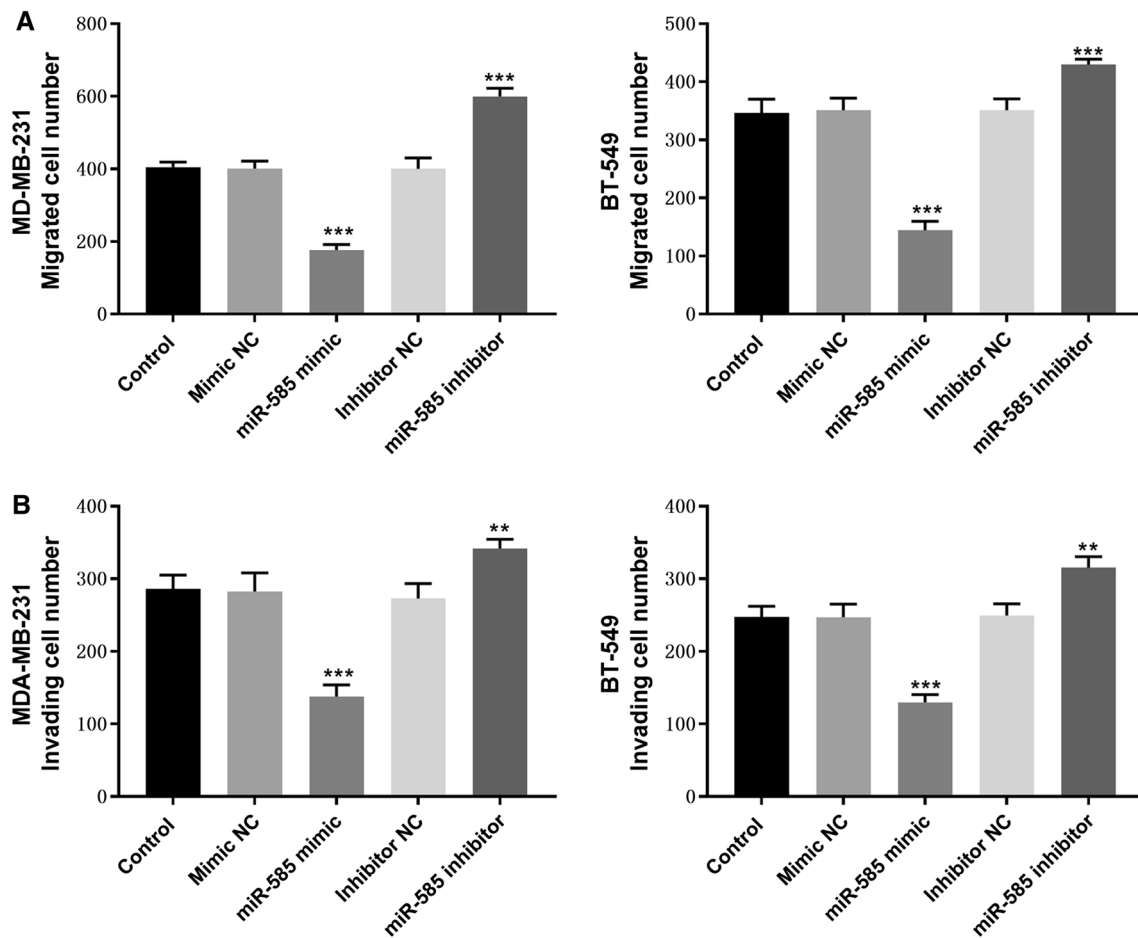 A
MD-MB-231
Migrated cell number
800
600
400
200
0
***
***
Control
Mimic NC
miR-585 mimic
Inhibitor NC
miR-585 inhibitor
BT-549
Migrated cell number
500
400
300
200
100
0
***
***
Control
Mimic NC
miR-585 mimic
Inhibitor NC
miR-585 inhibitor
B
MDA-MB-231
Invading cell number
400
300
200
100
0
***
**
Control
Mimic NC
miR-585 mimic
Inhibitor NC
miR-585 inhibitor
BT-549
Invading cell number
400
300
200
100
0
***
**
Control
Mimic NC
miR-585 mimic
Inhibitor NC
miR-585 inhibitor